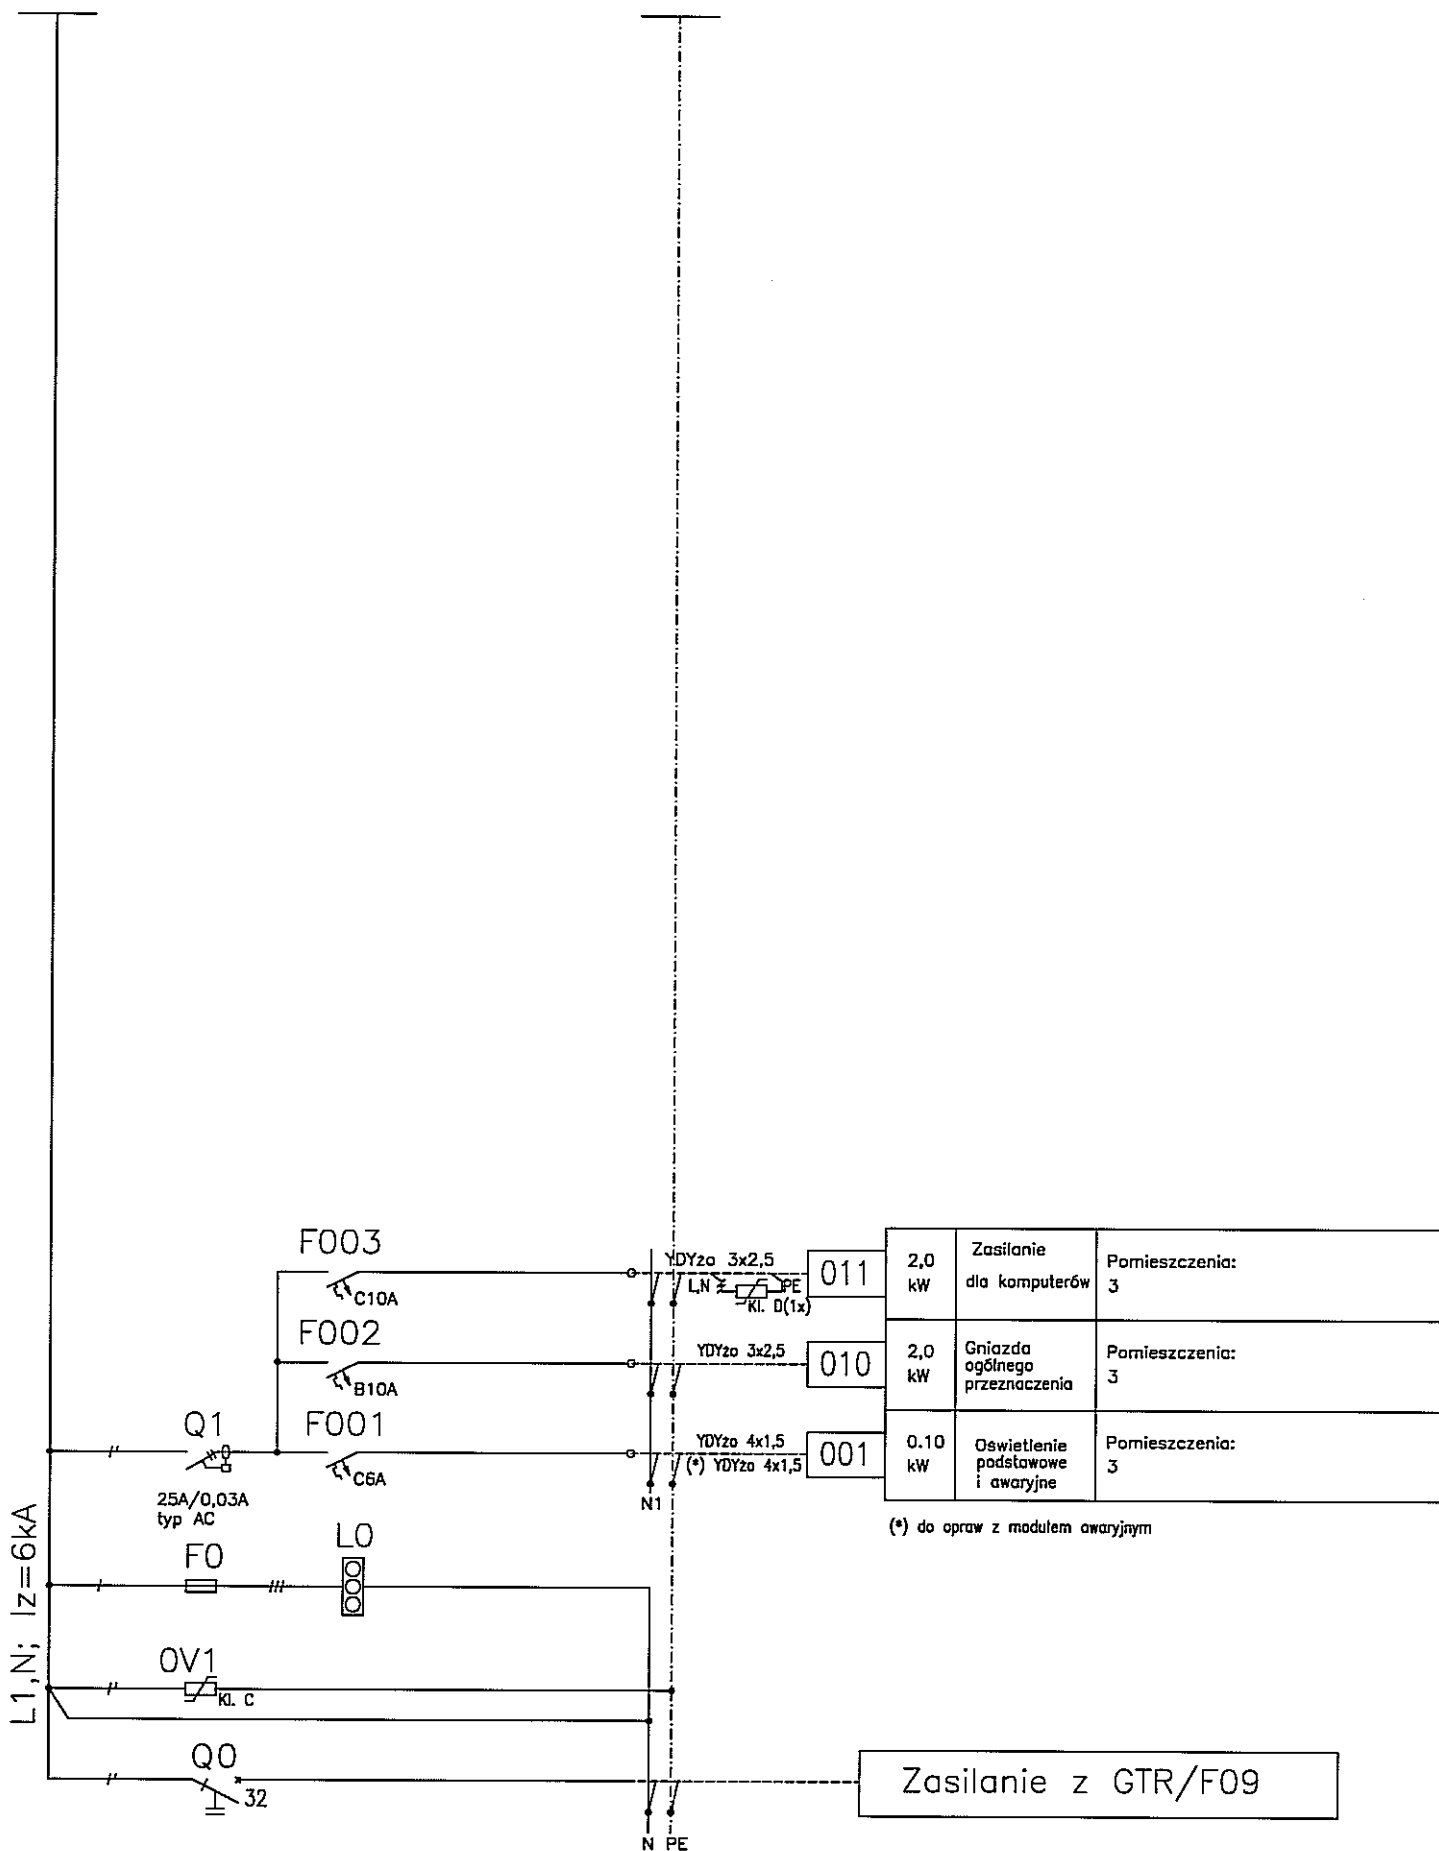 F003
C10A
YDYżo 3x2,5
L,N
PE
Kl. D(1x)
011
2,0
kW
Zasilanie
dla komputerów
Pomieszczenia:
3
F002
B10A
YDYżo 3x2,5
010
2,0
kW
Gniazda
ogólnego
przeznaczenia
Pomieszczenia:
3
Q1
25A/0,03A
typ AC
F001
C6A
YDYżo 4x1,5
(*) YDYżo 4x1,5
N1
001
0.10
kW
Oświetlenie
podstawowe
i awaryjne
Pomieszczenia:
3
(*) do opraw z modułem awaryjnym
L1,N; Iz=6kA
F0
L0
OV1
Kl. C
Q0
32
N PE
Zasilanie z GTR/F09